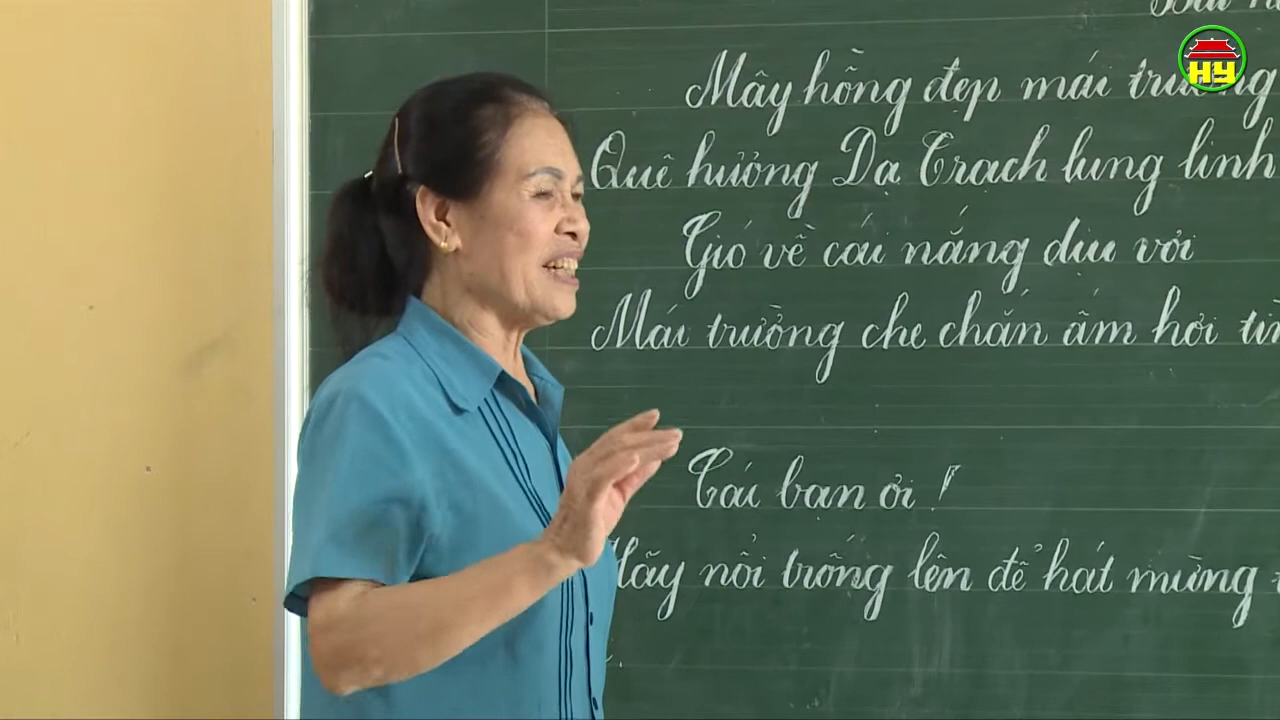 HY
Mây hồng đẹp mái trường
Quê hương Dạ Trạch lung linh
Gió về cái nắng dịu vời
Mái trường che chắn ấm hơi
Các bạn ơi!
Hãy nổi trống lên để hát mừng